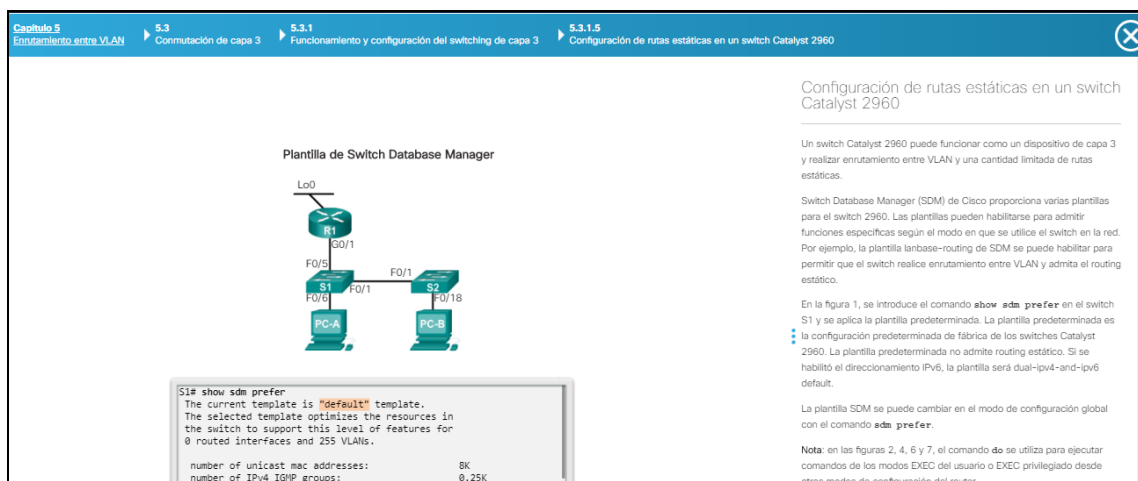 Capítulo 5
Enrutamiento entre VLAN
5.3
Conmutación de capa 3
5.3.1
Funcionamiento y configuración del switching de capa 3
5.3.1.5
Configuración de rutas estáticas en un switch Catalyst 2960
Plantilla de Switch Database Manager
Lo0
R1
G0/1
F0/5
F0/1
S1
F0/1
S2
F0/6
F0/18
PC-A
PC-B
S1# show sdm prefer
The current template is "default" template.
The selected template optimizes the resources in
the switch to support this level of features for
0 routed interfaces and 255 VLANs.
number of unicast mac addresses: 8K
number of IPv4 IGMP groups: 0.25K
Configuración de rutas estáticas en un switch
Catalyst 2960
Un switch Catalyst 2960 puede funcionar como un dispositivo de capa 3
y realizar enrutamiento entre VLAN y una cantidad limitada de rutas
estáticas.
Switch Database Manager (SDM) de Cisco proporciona varias plantillas
para el switch 2960. Las plantillas pueden habilitarse para admitir
funciones específicas según el modo en que se utilice el switch en la red.
Por ejemplo, la plantilla lanbase-routing de SDM se puede habilitar para
permitir que el switch realice enrutamiento entre VLAN y admita el routing
estático.
En la figura 1, se introduce el comando show sdm prefer en el switch
S1 y se aplica la plantilla predeterminada. La plantilla predeterminada es
la configuración predeterminada de fábrica de los switches Catalyst
2960. La plantilla predeterminada no admite routing estático. Si se
habilitó el direccionamiento IPv6, la plantilla será dual-ipv4-and-ipv6
default.
La plantilla SDM se puede cambiar en el modo de configuración global
con el comando sdm prefer.
Nota: en las figuras 2, 4, 6 y 7, el comando do se utiliza para ejecutar
comandos de los modos EXEC del usuario o EXEC privilegiado desde
otros modos de configuración del router.